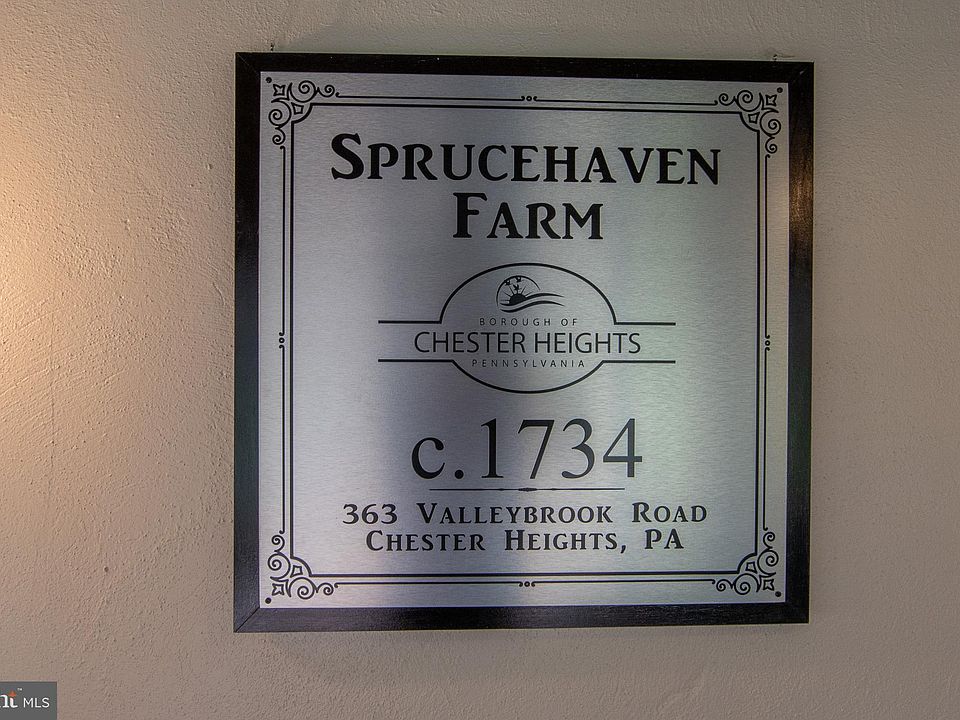 SPRUCEHAVEN
FARM
BOROUGH OF
CHESTER HEIGHTS
PENNSYLVANIA
c.1734
363 VALLEYBROOK ROAD
CHESTER HEIGHTS, PA
MLS